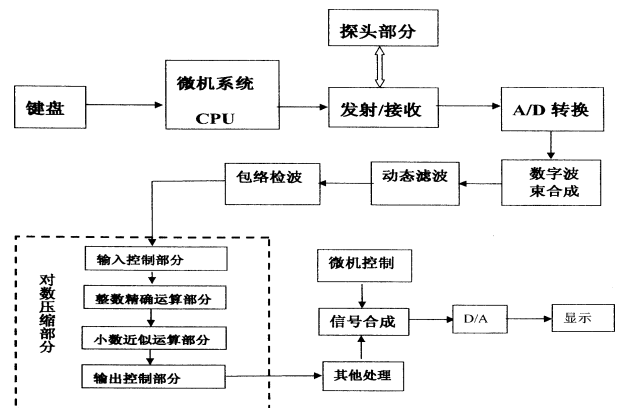 探头部分
键盘
微机系统
CPU
发射/接收
A/D 转换
包络检波
动态滤波
数字波
束合成
对数压缩部分
输入控制部分
整数精确运算部分
小数近似运算部分
输出控制部分
微机控制
信号合成
其他处理
D/A
显示